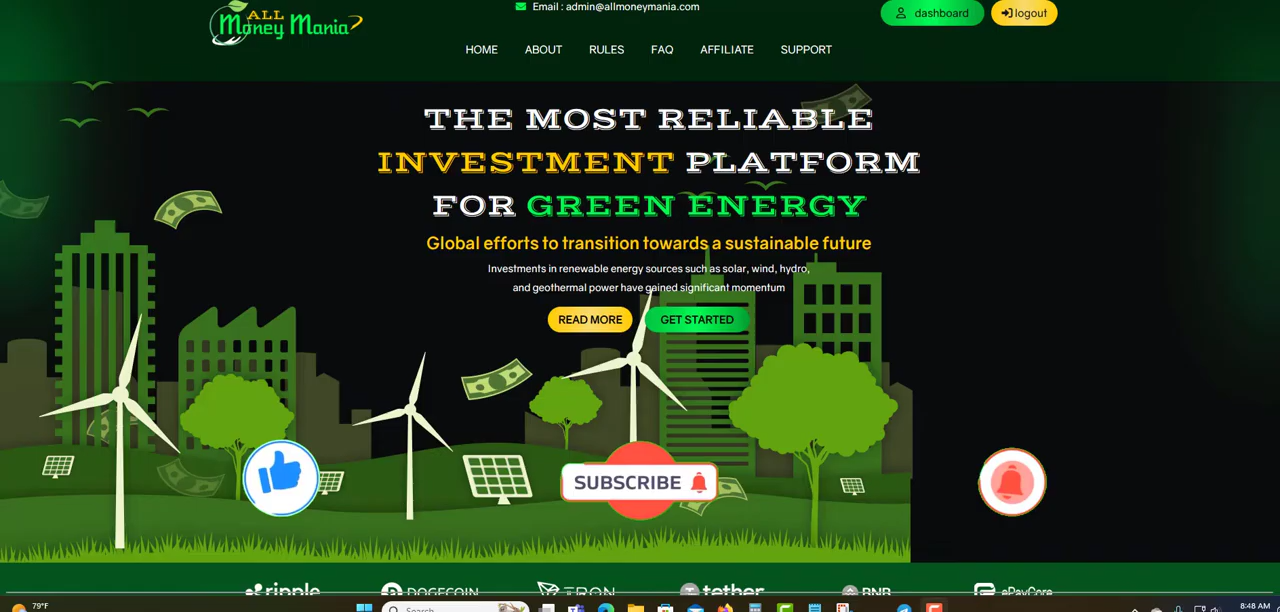 ALL
Money Mania
Email : admin@allmoneymania.com
dashboard
logout
HOME
ABOUT
RULES
FAQ
AFFILIATE
SUPPORT
THE MOST RELIABLE
INVESTMENT PLATFORM
FOR GREEN ENERGY
Global efforts to transition towards a sustainable future
Investments in renewable energy sources such as solar, wind, hydro,
and geothermal power have gained significant momentum
READ MORE
GET STARTED
SUBSCRIBE
ripple
DOGECOIN
TRON
tether
BNB
ePayCore
79°F
Search
8:48 AM